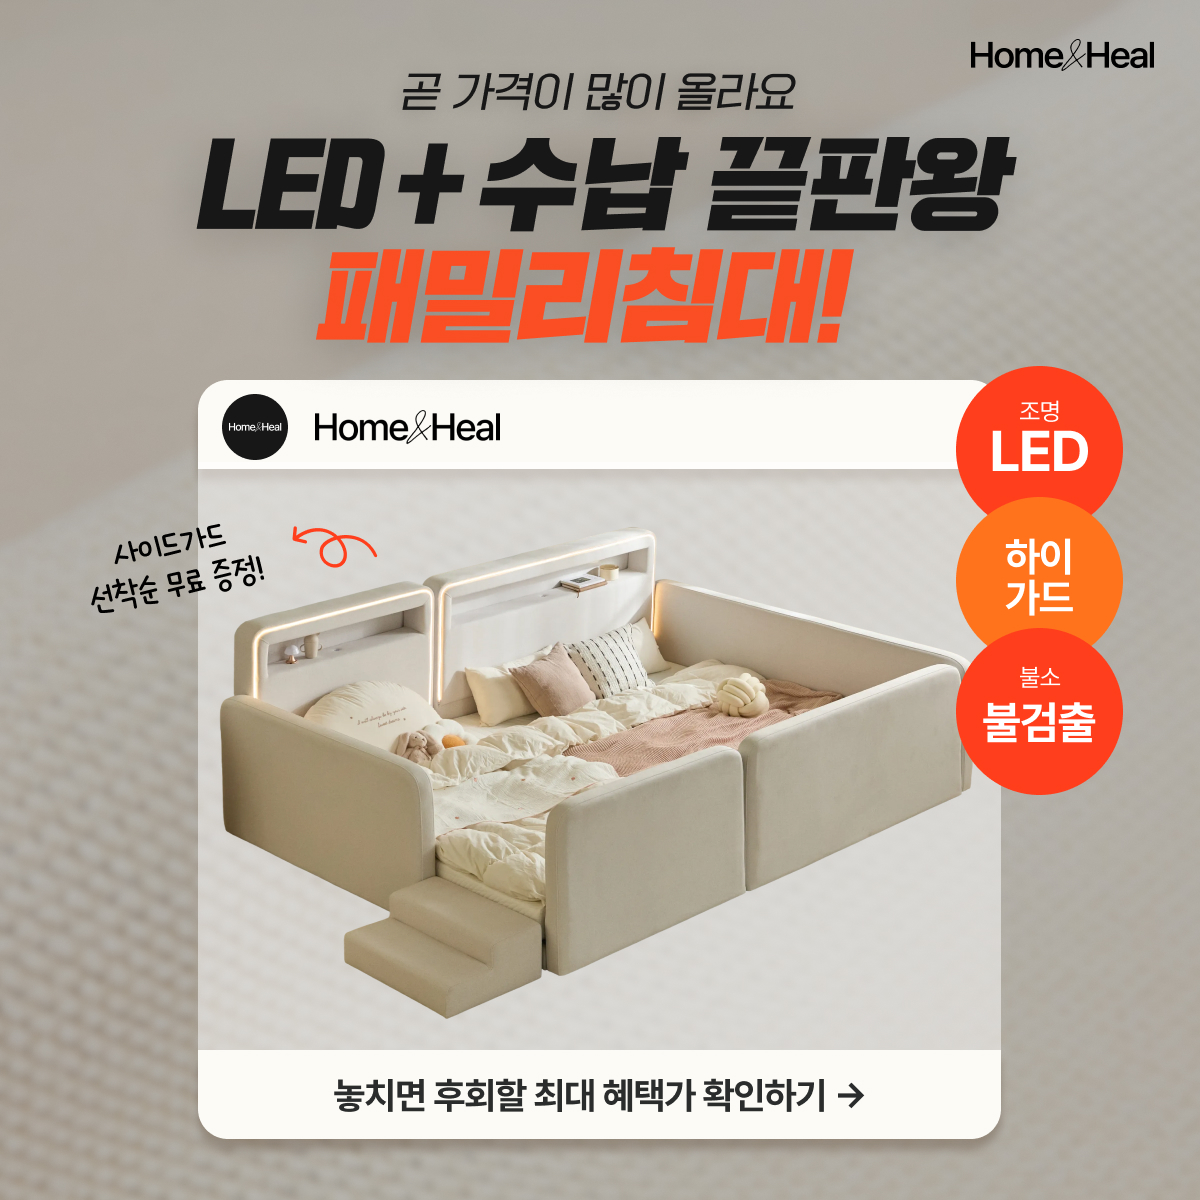 Home&Heal
곧 가격이 많이 올라요
LED + 수납 끝판왕
패밀리침대!
Home&Heal
Home&Heal
조명
LED
하이
가드
불소
불검출
사이드가드
선착순 무료 증정!
놓치면 후회할 최대 혜택가 확인하기 →